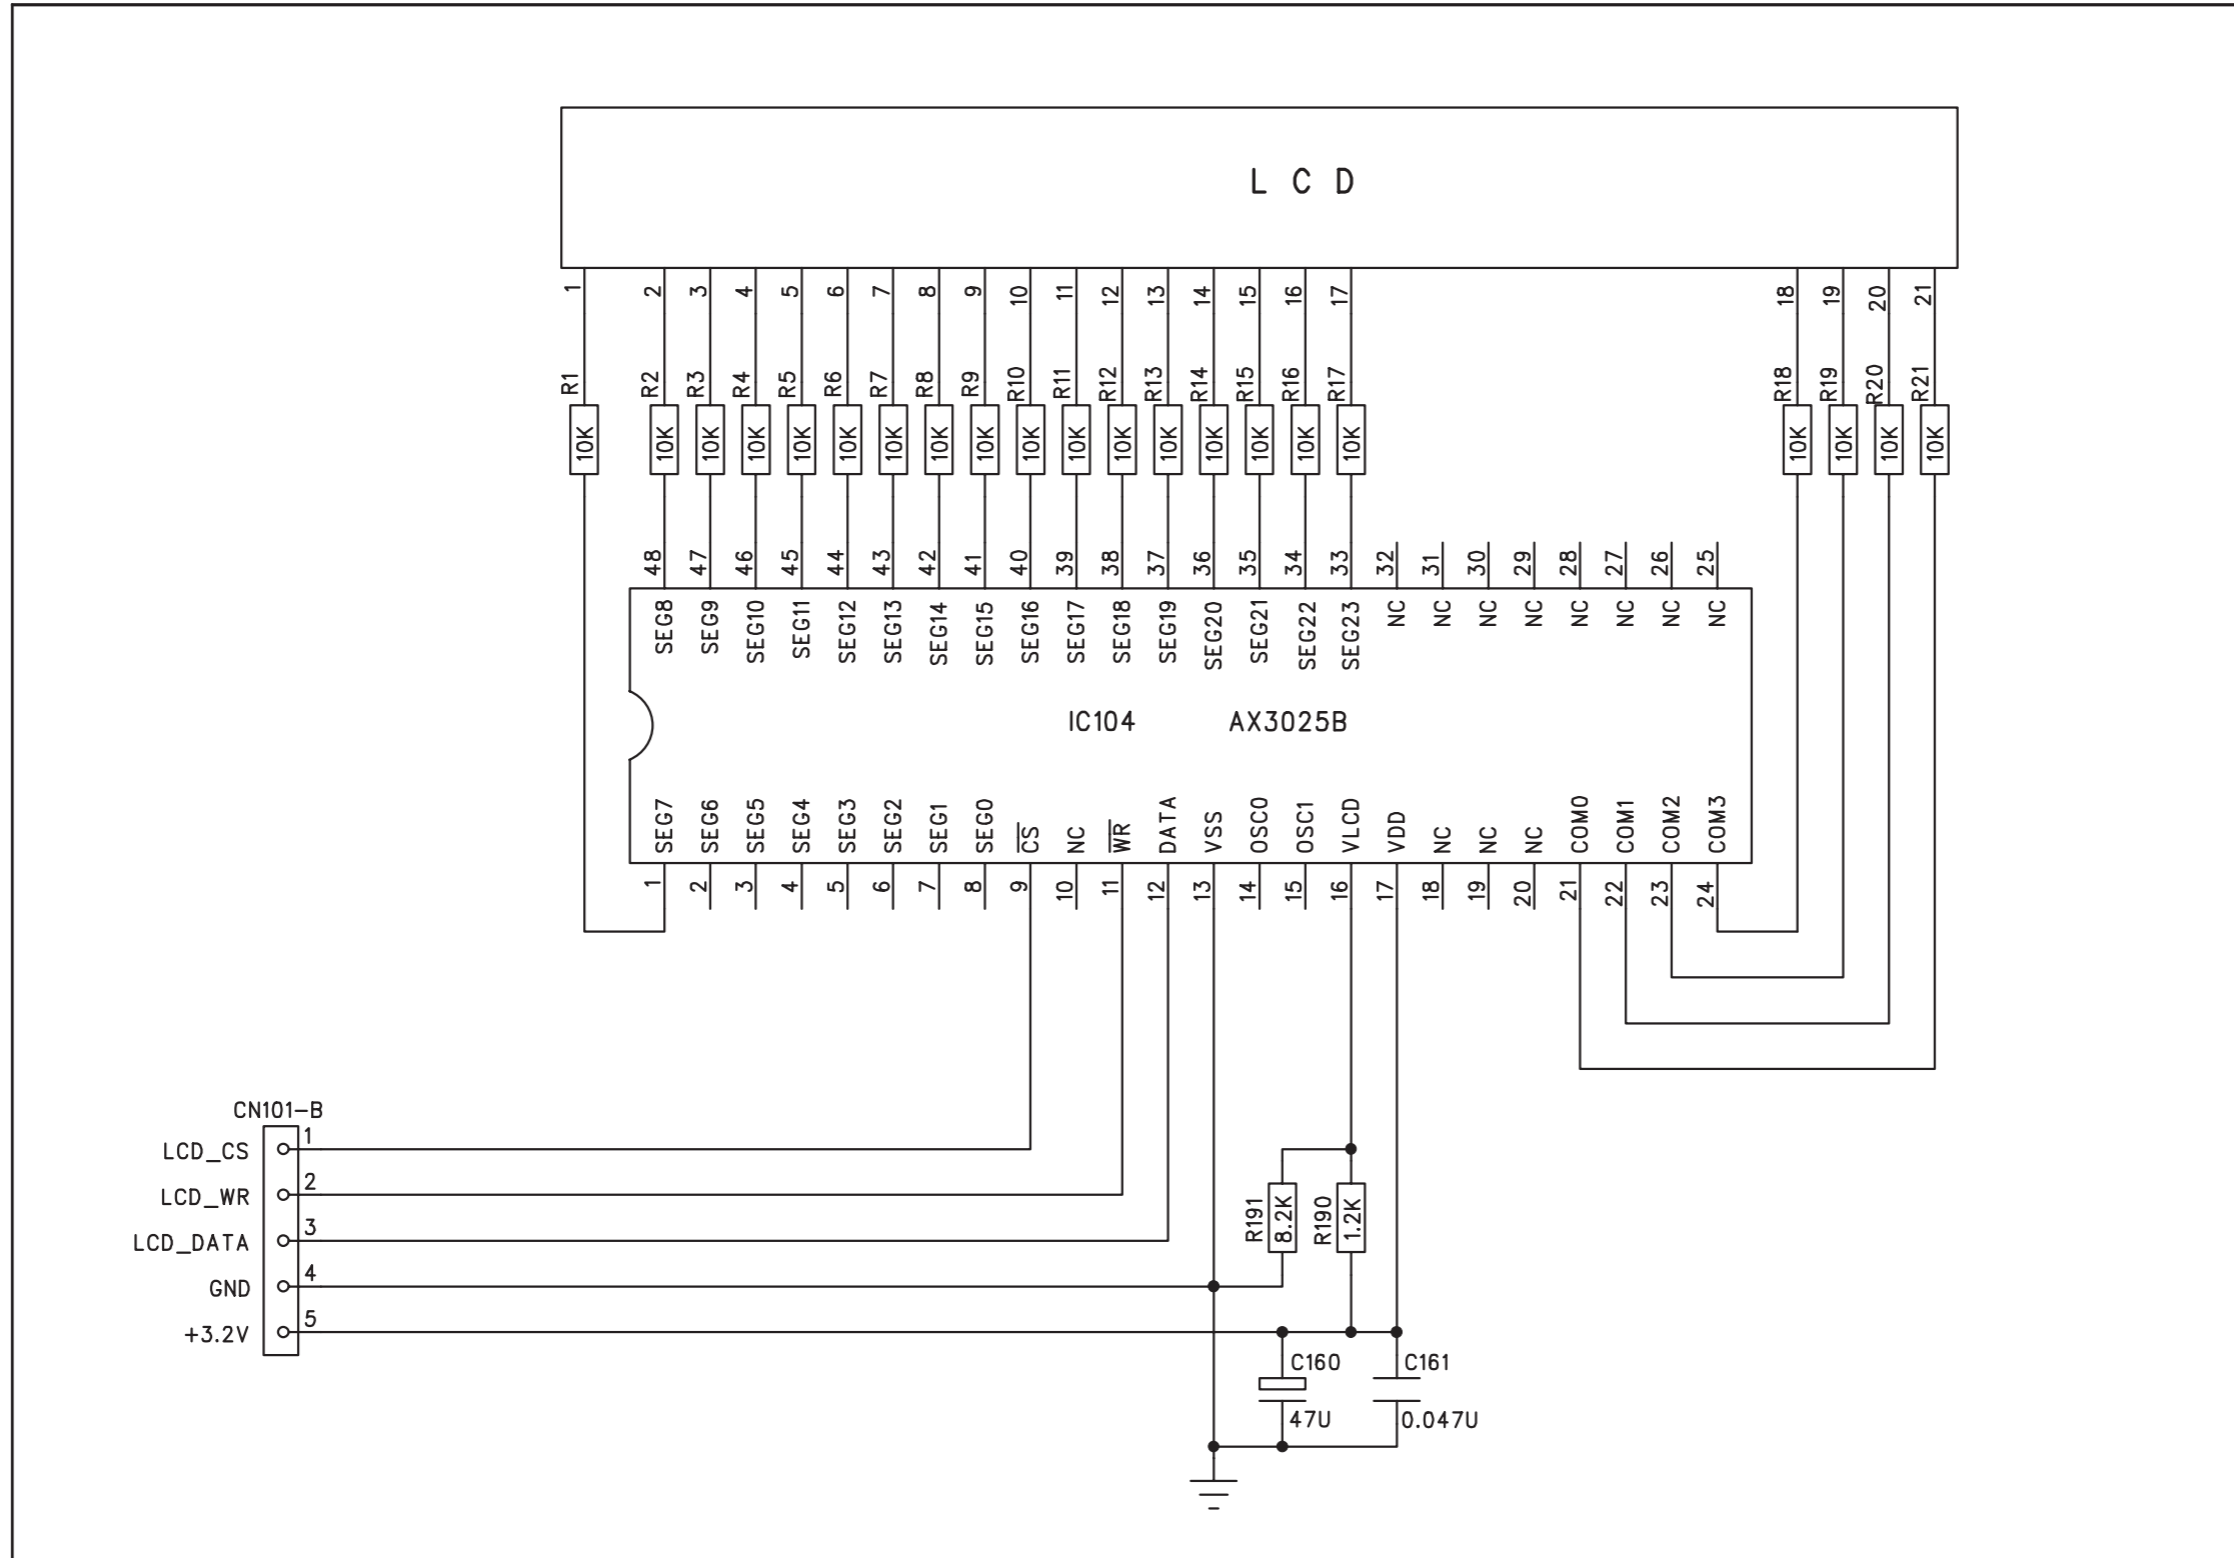 L C D
1 2 3 4 5 6 7 8 9 10 11 12 13 14 15 16 17 18 19 20 21
R1 R2 R3 R4 R5 R6 R7 R8 R9 R10 R11 R12 R13 R14 R15 R16 R17 R18 R19 R20 R21
10K 10K 10K 10K 10K 10K 10K 10K 10K 10K 10K 10K 10K 10K 10K 10K 10K 10K 10K 10K 10K
48 47 46 45 44 43 42 41 40 39 38 37 36 35 34 33 32 31 30 29 28 27 26 25
SEG8 SEG9 SEG10 SEG11 SEG12 SEG13 SEG14 SEG15 SEG16 SEG17 SEG18 SEG19 SEG20 SEG21 SEG22 SEG23 NC NC NC NC NC NC NC NC
IC104 AX3025B
SEG7 SEG6 SEG5 SEG4 SEG3 SEG2 SEG1 SEG0 CS NC WR DATA VSS OSC0 OSC1 VLCD VDD NC NC NC COM0 COM1 COM2 COM3
1 2 3 4 5 6 7 8 9 10 11 12 13 14 15 16 17 18 19 20 21 22 23 24
CN101-B
LCD_CS 1
LCD_WR 2
LCD_DATA 3
GND 4
+3.2V 5
R191 8.2K R190 1.2K
C160 C161
47U 0.047U